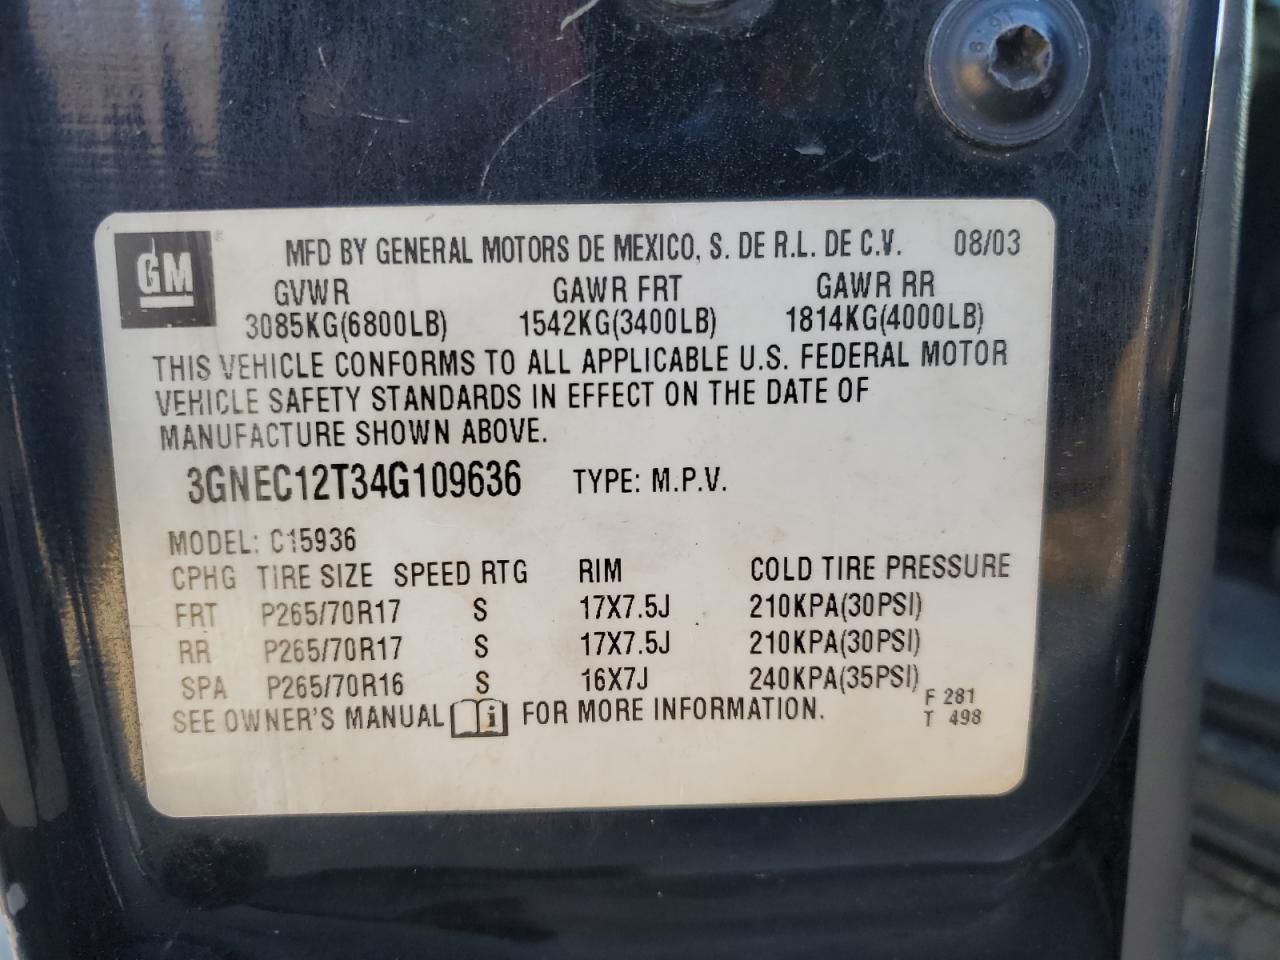 GM
MFD BY GENERAL MOTORS DE MEXICO, S. DE R.L. DE C.V. 08/03
GVWR GAWR FRT GAWR RR
3085KG(6800LB) 1542KG(3400LB) 1814KG(4000LB)
THIS VEHICLE CONFORMS TO ALL APPLICABLE U.S. FEDERAL MOTOR
VEHICLE SAFETY STANDARDS IN EFFECT ON THE DATE OF
MANUFACTURE SHOWN ABOVE.
3GNEC12T34G109636 TYPE: M.P.V.
MODEL: C15936
CPHG TIRE SIZE SPEED RTG RIM COLD TIRE PRESSURE
FRT P265/70R17 S 17X7.5J 210KPA(30PSI)
RR P265/70R17 S 17X7.5J 210KPA(30PSI)
SPA P265/70R16 S 16X7J 240KPA(35PSI)
SEE OWNER'S MANUAL i FOR MORE INFORMATION.
F 281
T 498